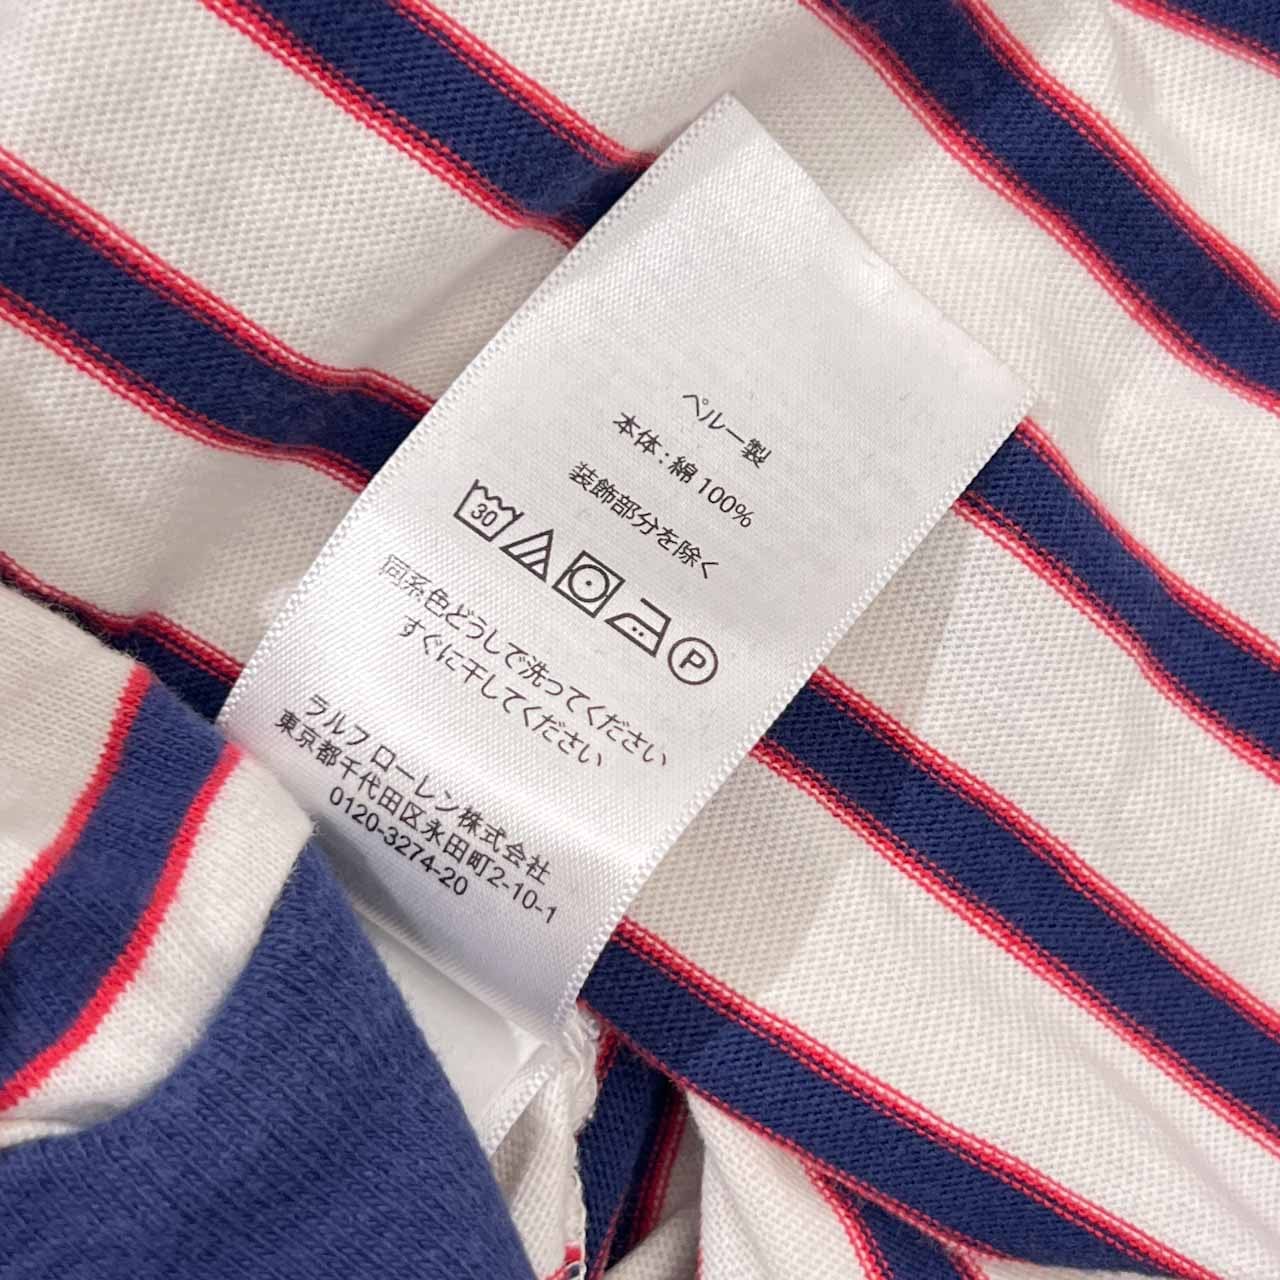 ペルー製
本体:綿100%
装飾部分を除く
30 P
同系色どうしで洗ってください
すぐに干してください
ラルフ ローレン株式会社
東京都千代田区永田町2-10-1
0120-3274-20